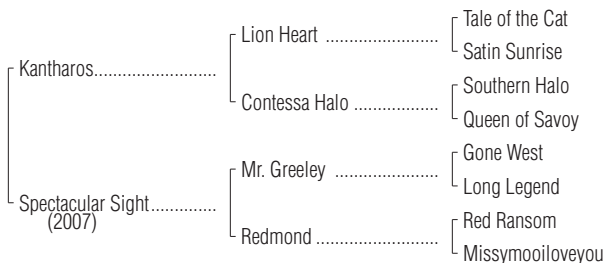 Tale of the Cat
Lion Heart ........................
Satin Sunrise
Kantharos..........................
Southern Halo
Contessa Halo ..................
Queen of Savoy
Gone West
Mr. Greeley ......................
Long Legend
Spectacular Sight..............
(2007)
Red Ransom
Redmond ..........................
Missymooiloveyou